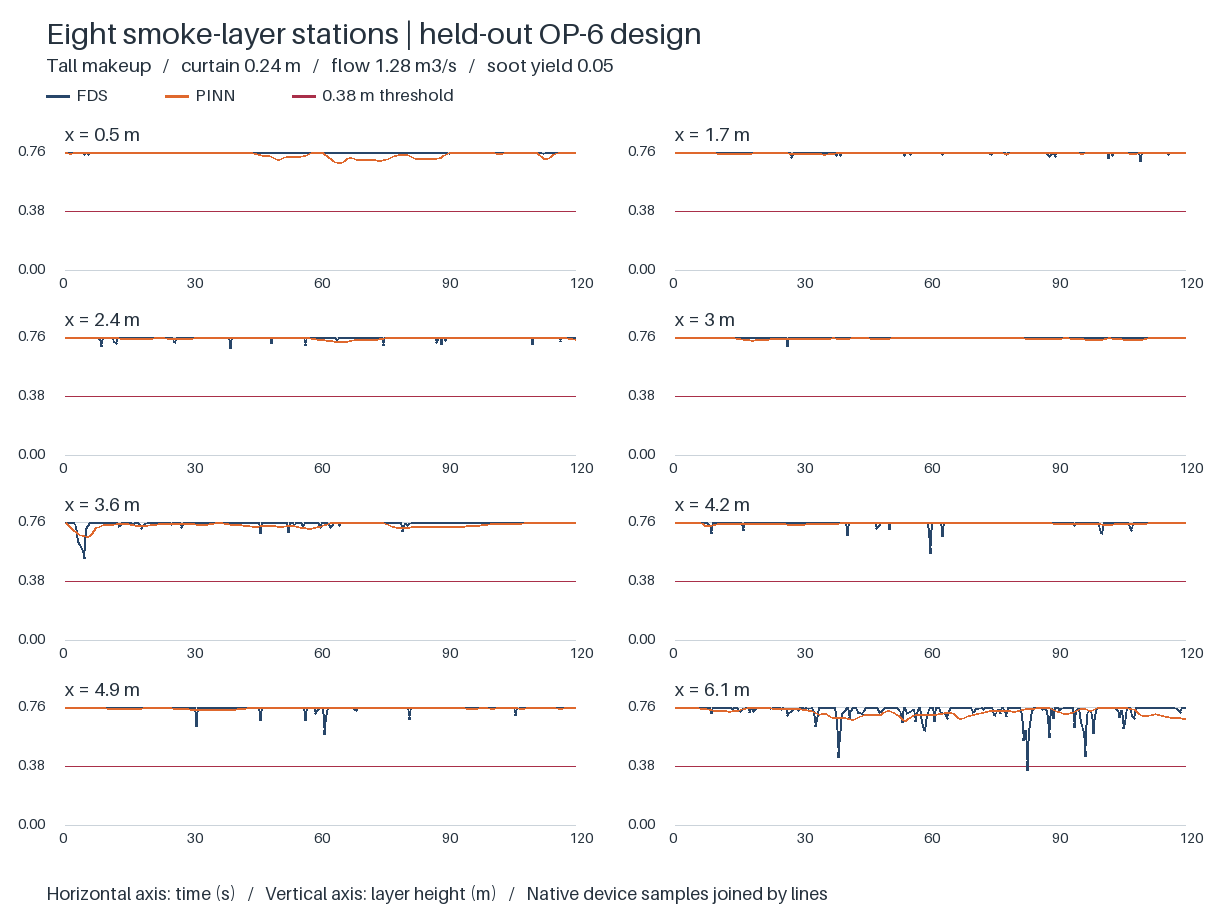 Eight smoke-layer stations | held-out OP-6 design
Tall makeup / curtain 0.24 m / flow 1.28 m3/s / soot yield 0.05
FDS PINN 0.38 m threshold
x = 0.5 m
0.76
0.38
0.00
0 30 60 90 120
x = 1.7 m
0.76
0.38
0.00
0 30 60 90 120
x = 2.4 m
0.76
0.38
0.00
0 30 60 90 120
x = 3 m
0.76
0.38
0.00
0 30 60 90 120
x = 3.6 m
0.76
0.38
0.00
0 30 60 90 120
x = 4.2 m
0.76
0.38
0.00
0 30 60 90 120
x = 4.9 m
0.76
0.38
0.00
0 30 60 90 120
x = 6.1 m
0.76
0.38
0.00
0 30 60 90 120
Horizontal axis: time (s) / Vertical axis: layer height (m) / Native device samples joined by lines